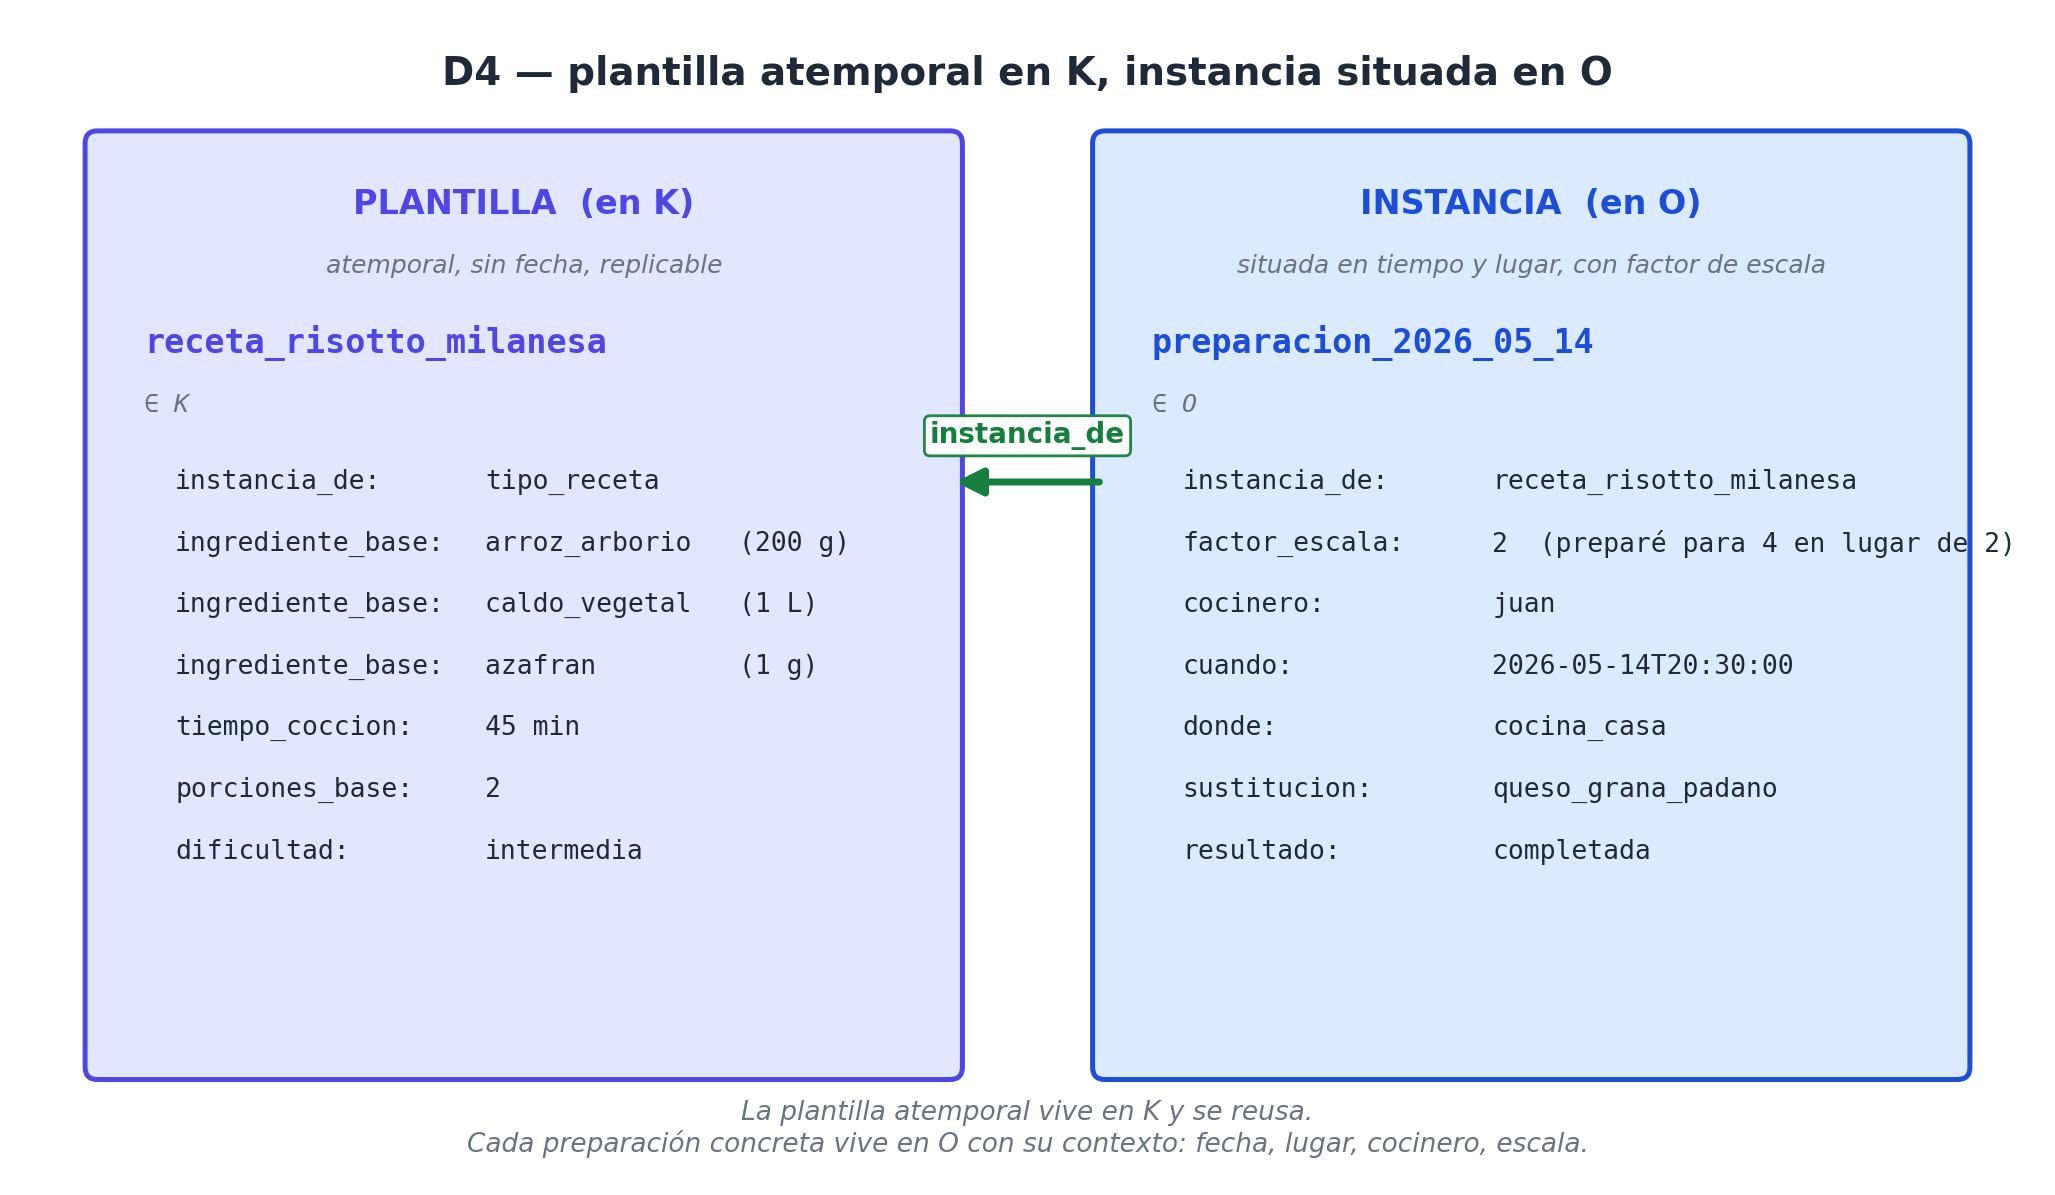 D4 — plantilla atemporal en K, instancia situada en O
PLANTILLA (en K)
atemporal, sin fecha, replicable
receta_risotto_milanesa
∈ K
instancia_de: tipo_receta
ingrediente_base: arroz_arborio (200 g)
ingrediente_base: caldo_vegetal (1 L)
ingrediente_base: azafran (1 g)
tiempo_coccion: 45 min
porciones_base: 2
dificultad: intermedia
instancia_de
INSTANCIA (en O)
situada en tiempo y lugar, con factor de escala
preparacion_2026_05_14
∈ O
instancia_de: receta_risotto_milanesa
factor_escala: 2 (preparé para 4 en lugar de 2)
cocinero: juan
cuando: 2026-05-14T20:30:00
donde: cocina_casa
sustitucion: queso_grana_padano
resultado: completada
La plantilla atemporal vive en K y se reusa.
Cada preparación concreta vive en O con su contexto: fecha, lugar, cocinero, escala.